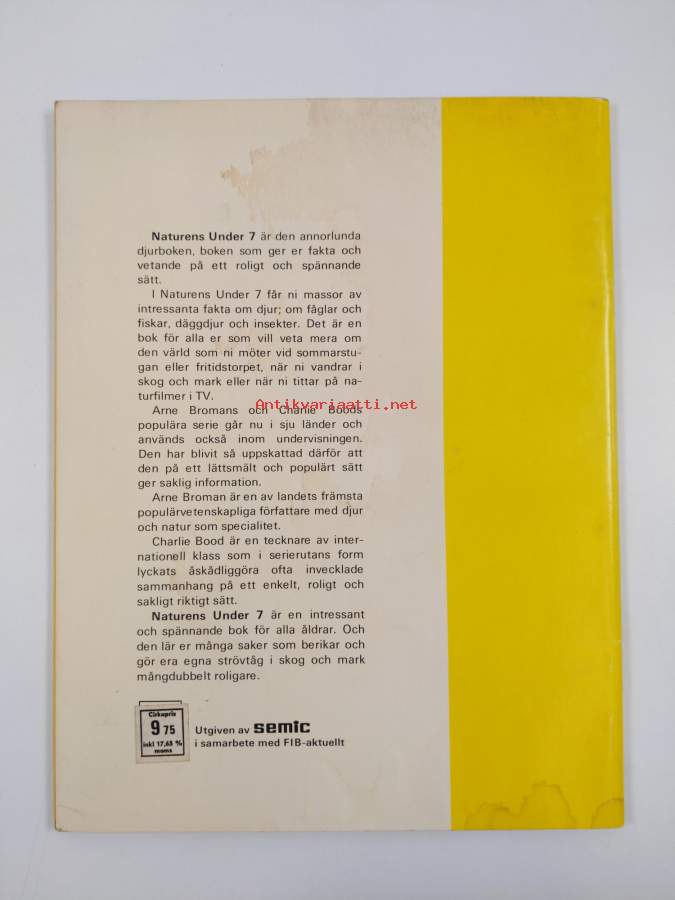 Naturens Under 7 är den annorlunda
djurboken, boken som ger er fakta och
vetande på ett roligt och spännande
sätt.
I Naturens Under 7 får ni massor av
intressanta fakta om djur; om fåglar och
fiskar, däggdjur och insekter. Det är en
bok för alla er som vill veta mera om
den värld som ni möter vid sommarstu-
gan eller fritidstorpet, när ni vandrar i
skog och mark eller när ni tittar på na-
turfilmer i TV.
Antikvariaatti.net
Arne Bromans och Charlie Boods
populära serie går nu i sju länder och
används också inom undervisningen.
Den har blivit så uppskattad därför att
den på ett lättsmält och populärt sätt
ger saklig information.
Arne Broman är en av landets främsta
populärvetenskapliga författare med djur
och natur som specialitet.
Charlie Bood är en tecknare av inter-
nationell klass som i serierutans form
lyckats åskådliggöra ofta invecklade
sammanhang på ett enkelt, roligt och
sakligt riktigt sätt.
Naturens Under 7 är en intressant
och spännande bok för alla åldrar. Och
den lär er många saker som berikar och
gör era egna strövtåg i skog och mark
mångdubbelt roligare.
Cirkapris
9 75
inkl 17,65 %
moms
Utgiven av semic
i samarbete med FIB-aktuellt